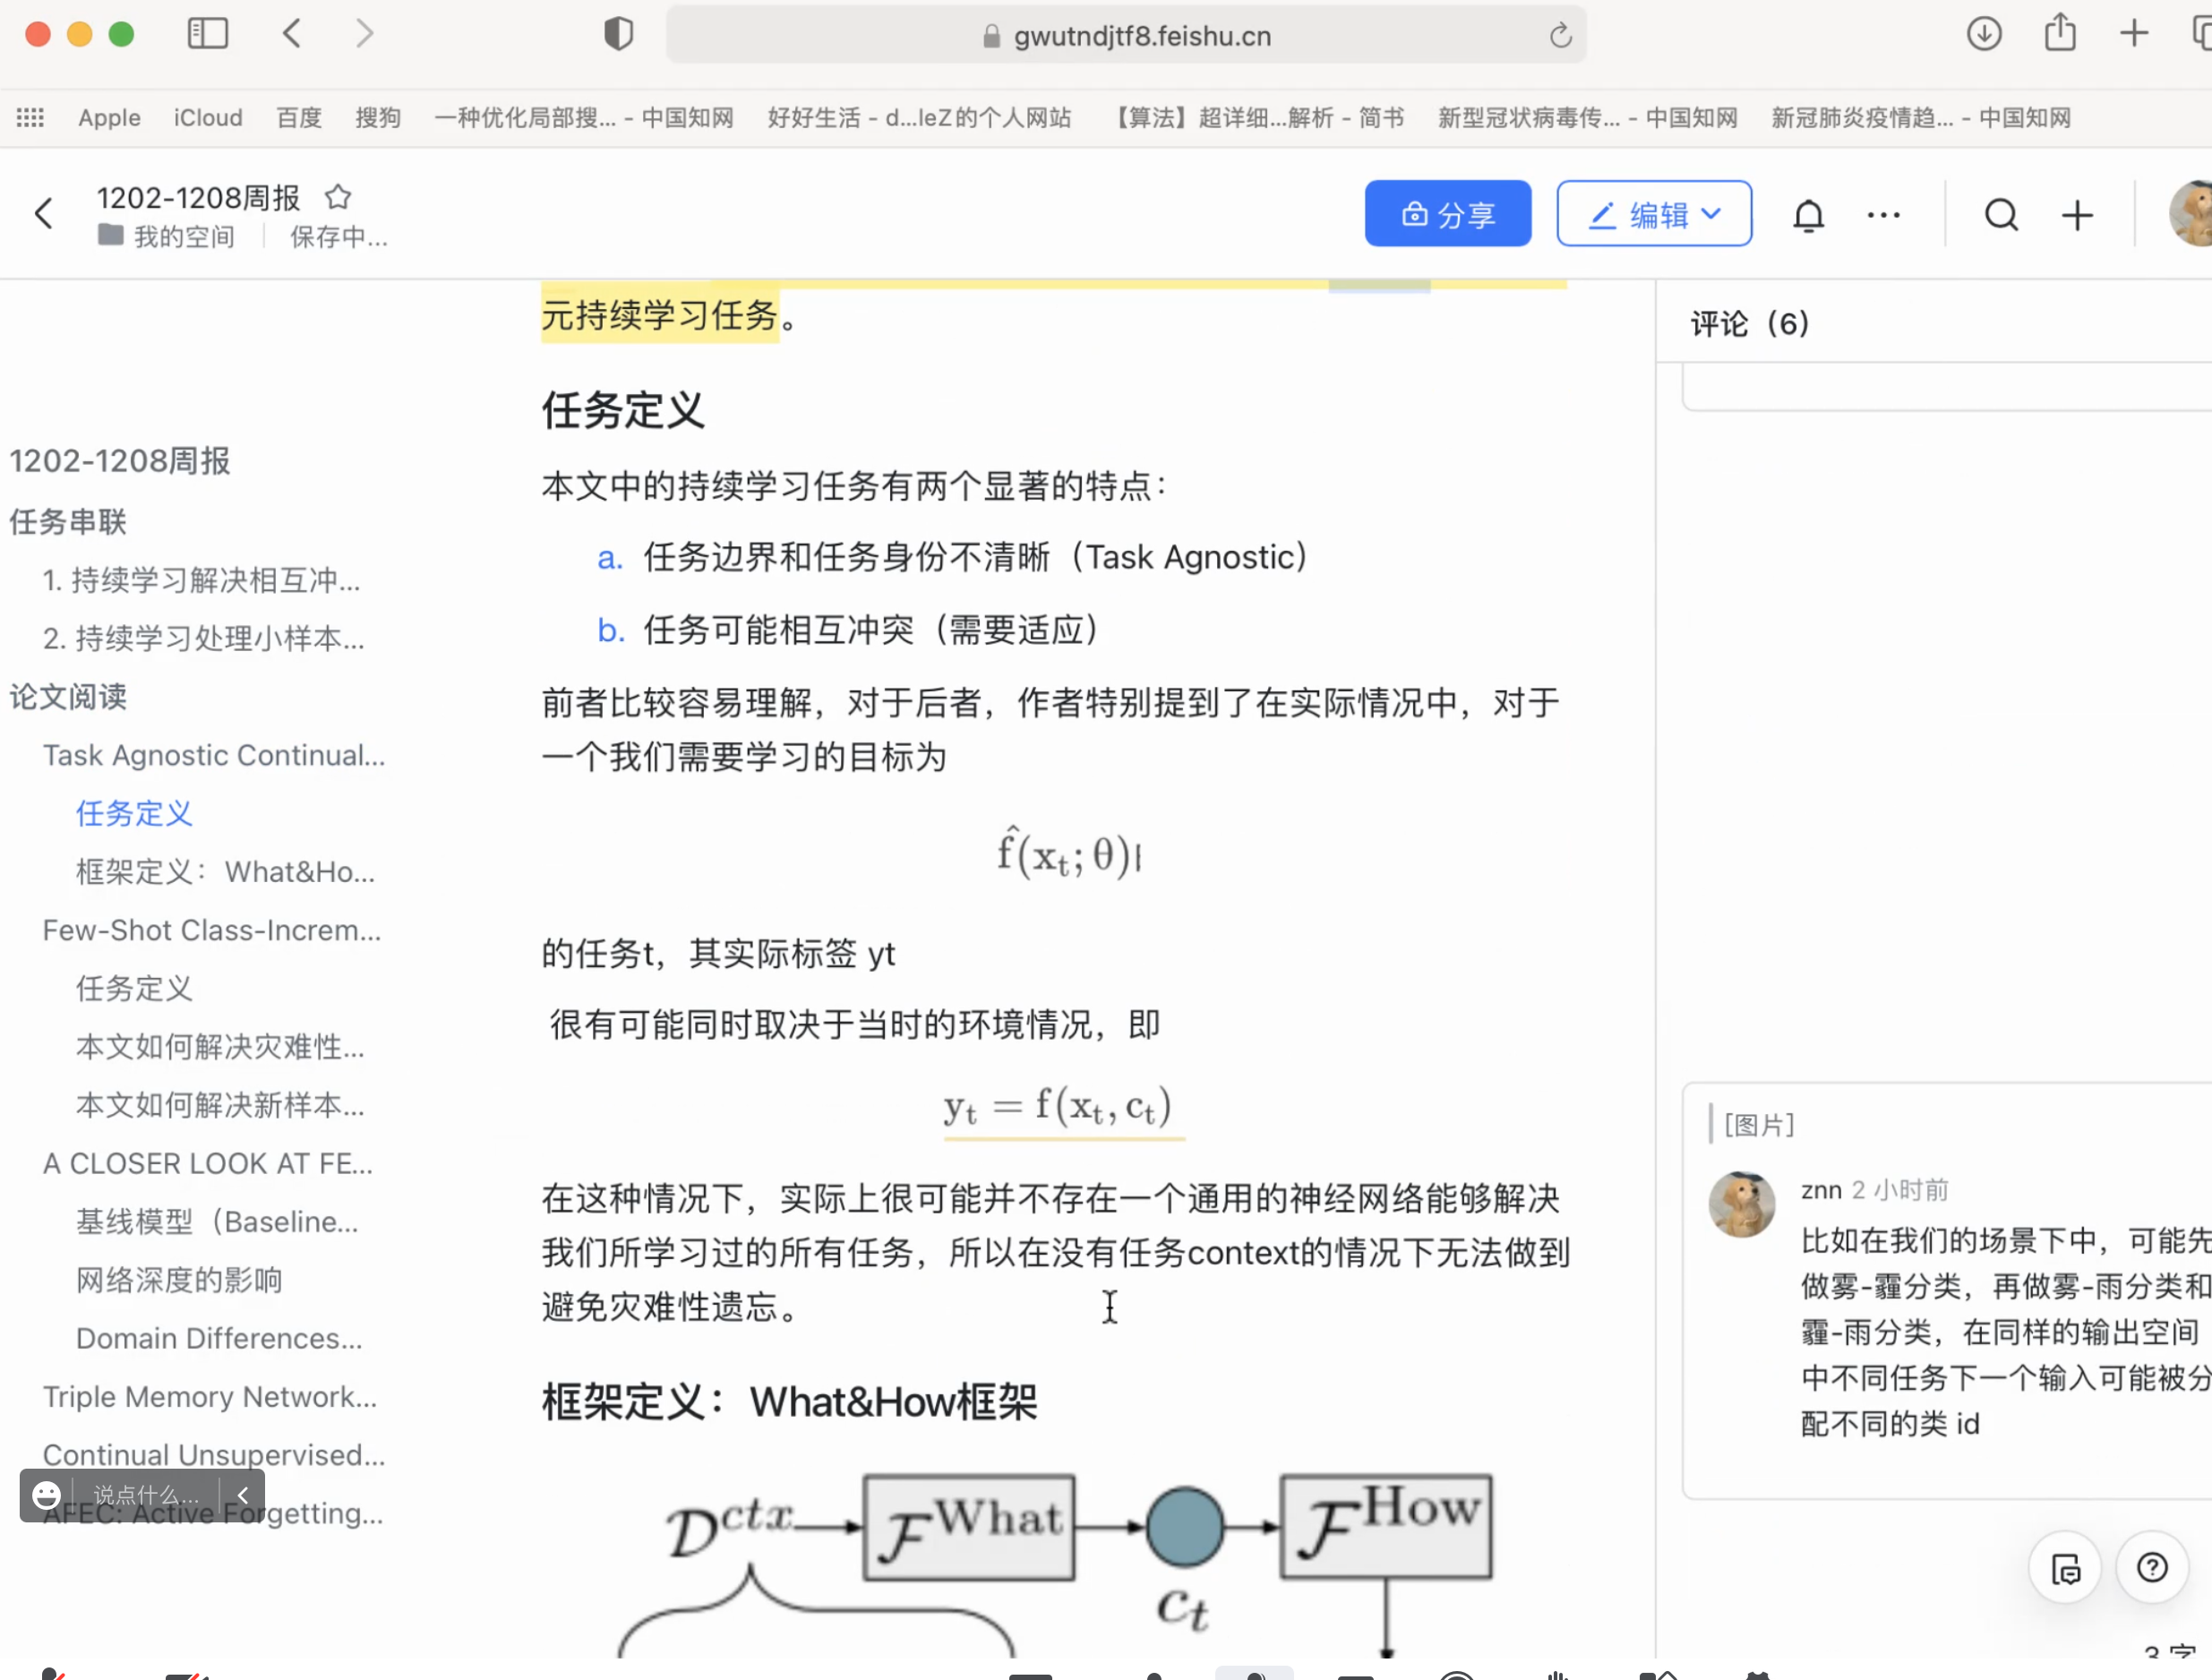 gwutndjtf8.feishu.cn
Apple iCloud 百度 搜狗 一种优化局部搜... - 中国知网 好好生活 - d...leZ的个人网站 【算法】超详细...解析 - 简书 新型冠状病毒传... - 中国知网 新冠肺炎疫情趋... - 中国知网
1202-1208周报
我的空间 保存中...
分享 编辑
1202-1208周报
任务串联
1. 持续学习解决相互冲...
2. 持续学习处理小样本...
论文阅读
Task Agnostic Continual...
任务定义
框架定义：What&Ho...
Few-Shot Class-Increm...
任务定义
本文如何解决灾难性...
本文如何解决新样本...
A CLOSER LOOK AT FE...
基线模型（Baseline...
网络深度的影响
Domain Differences...
Triple Memory Network...
Continual Unsupervised...
AFEC: Active Forgetting...
说点什么...
元持续学习任务。
任务定义
本文中的持续学习任务有两个显著的特点：
a. 任务边界和任务身份不清晰（Task Agnostic）
b. 任务可能相互冲突（需要适应）
前者比较容易理解，对于后者，作者特别提到了在实际情况中，对于
一个我们需要学习的目标为
f̂(xₜ; θ)
的任务t，其实际标签 yt
很有可能同时取决于当时的环境情况，即
yₜ = f(xₜ, cₜ)
在这种情况下，实际上很可能并不存在一个通用的神经网络能够解决
我们所学习过的所有任务，所以在没有任务context的情况下无法做到
避免灾难性遗忘。
框架定义：What&How框架
D^ctx F^What F^How
cₜ
评论（6）
[图片]
znn 2 小时前
比如在我们的场景下中，可能先
做雾-霾分类，再做雾-雨分类和
霾-雨分类，在同样的输出空间
中不同任务下一个输入可能被分
配不同的类 id